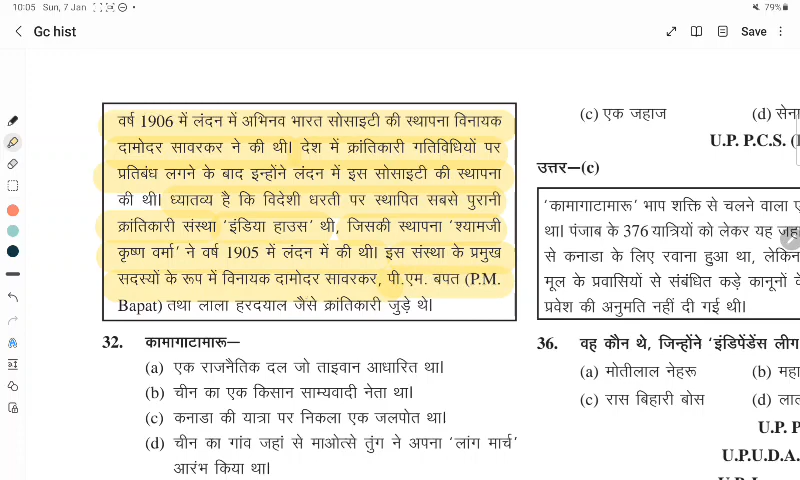 10:05 Sun, 7 Jan
79%
Gc hist
Save
वर्ष 1906 में लंदन में अभिनव भारत सोसाइटी की स्थापना विनायक
दामोदर सावरकर ने की थी। देश में क्रांतिकारी गतिविधियों पर
प्रतिबंध लगने के बाद इन्होंने लंदन में इस सोसाइटी की स्थापना
की थी। ध्यातव्य है कि विदेशी धरती पर स्थापित सबसे पुरानी
क्रांतिकारी संस्था 'इंडिया हाउस' थी, जिसकी स्थापना 'श्यामजी
कृष्ण वर्मा' ने वर्ष 1905 में लंदन में की थी। इस संस्था के प्रमुख
सदस्यों के रूप में विनायक दामोदर सावरकर, पी.एम. बपत (P.M.
Bapat) तथा लाला हरदयाल जैसे क्रांतिकारी जुड़े थे।
32. कामागाटामारू—
(a) एक राजनैतिक दल जो ताइवान आधारित था।
(b) चीन का एक किसान साम्यवादी नेता था।
(c) कनाडा की यात्रा पर निकला एक जलपोत था।
(d) चीन का गांव जहां से माओत्से तुंग ने अपना 'लांग मार्च'
आरंभ किया था।
(c) एक जहाज (d) सेना
U.P. P.C.S.
उत्तर—(c)
'कामागाटामारू' भाप शक्ति से चलने वाला
था। पंजाब के 376 यात्रियों को लेकर यह
से कनाडा के लिए रवाना हुआ था, लेकिन
मूल के प्रवासियों से संबंधित कड़े कानूनों
प्रवेश की अनुमति नहीं दी गई थी।
36. वह कौन थे, जिन्होंने 'इंडिपेंडेंस लीग
(a) मोतीलाल नेहरू (b)
(c) रास बिहारी बोस (d)
U.P.
U.P.U.D.A.